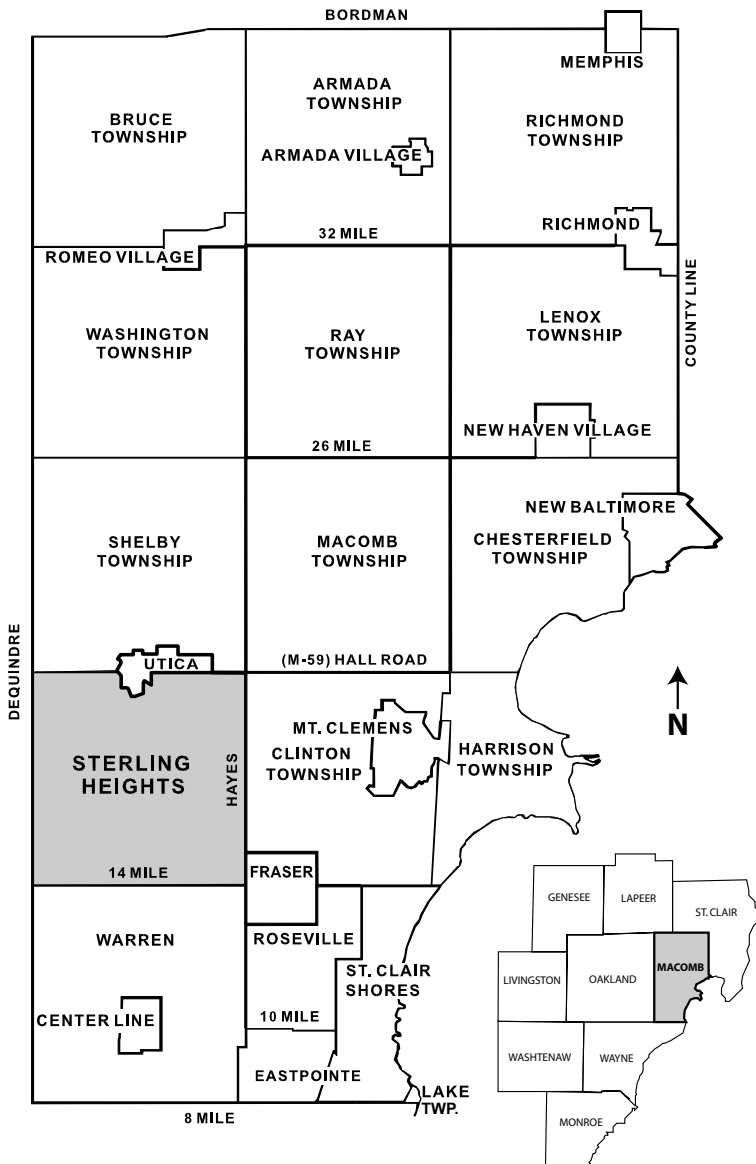 BORDMAN
MEMPHIS
ARMADA
TOWNSHIP
BRUCE
TOWNSHIP
RICHMOND
TOWNSHIP
ARMADA VILLAGE
RICHMOND
32 MILE
ROMEO VILLAGE
COUNTY LINE
WASHINGTON
TOWNSHIP
RAY
TOWNSHIP
LENOX
TOWNSHIP
NEW HAVEN VILLAGE
26 MILE
NEW BALTIMORE
SHELBY
TOWNSHIP
MACOMB
TOWNSHIP
CHESTERFIELD
TOWNSHIP
DEQUINDRE
UTICA
(M-59) HALL ROAD
N
MT. CLEMENS
STERLING
HEIGHTS
HAYES
CLINTON
TOWNSHIP
HARRISON
TOWNSHIP
14 MILE
FRASER
WARREN
ROSEVILLE
ST. CLAIR
SHORES
10 MILE
CENTER LINE
EASTPOINTE
LAKE
TWP.
8 MILE
GENESEE
LAPEER
ST. CLAIR
LIVINGSTON
OAKLAND
MACOMB
WASHTENAW
WAYNE
MONROE